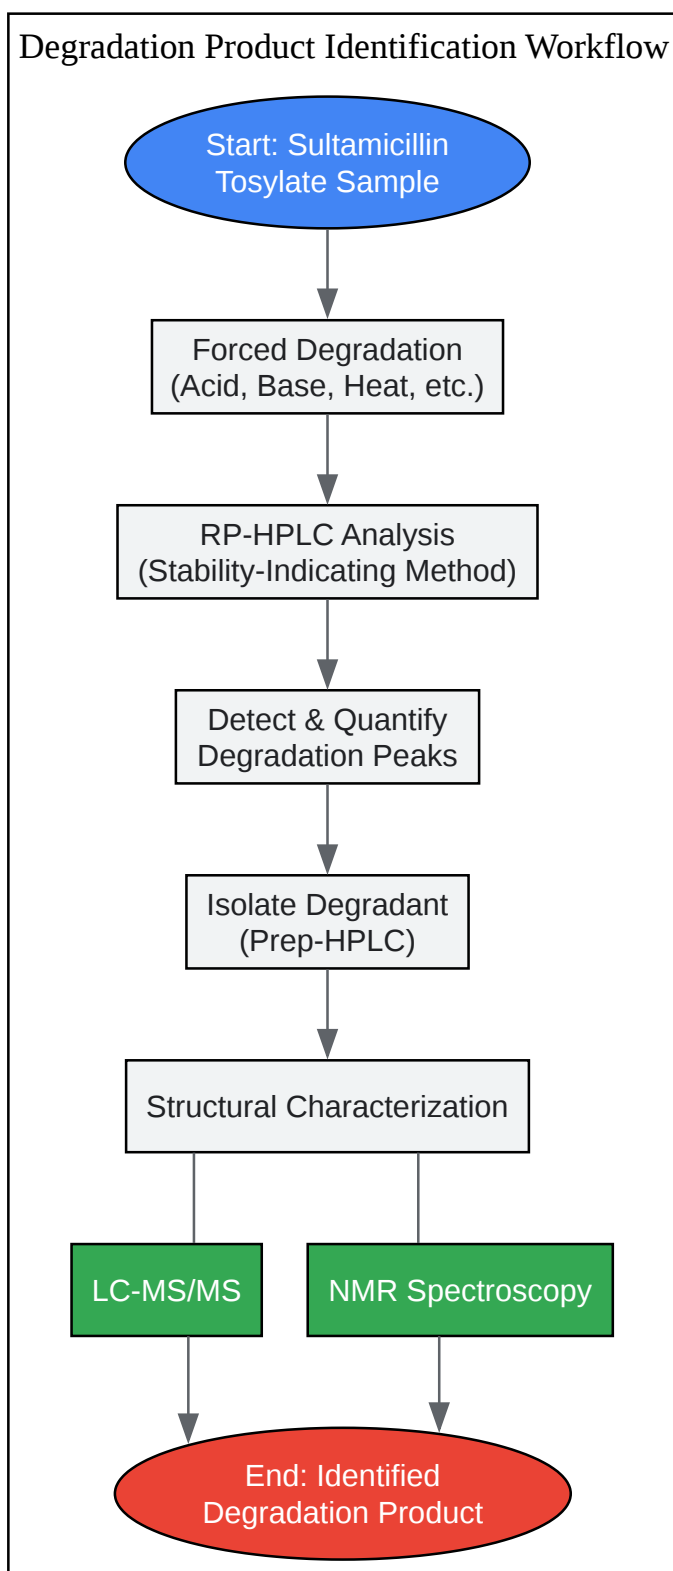 Degradation Product Identification Workflow
Start: Sultamicillin
Tosylate Sample
Forced Degradation
(Acid, Base, Heat, etc.)
RP-HPLC Analysis
(Stability-Indicating Method)
Detect & Quantify
Degradation Peaks
Isolate Degradant
(Prep-HPLC)
Structural Characterization
LC-MS/MS
NMR Spectroscopy
End: Identified
Degradation Product